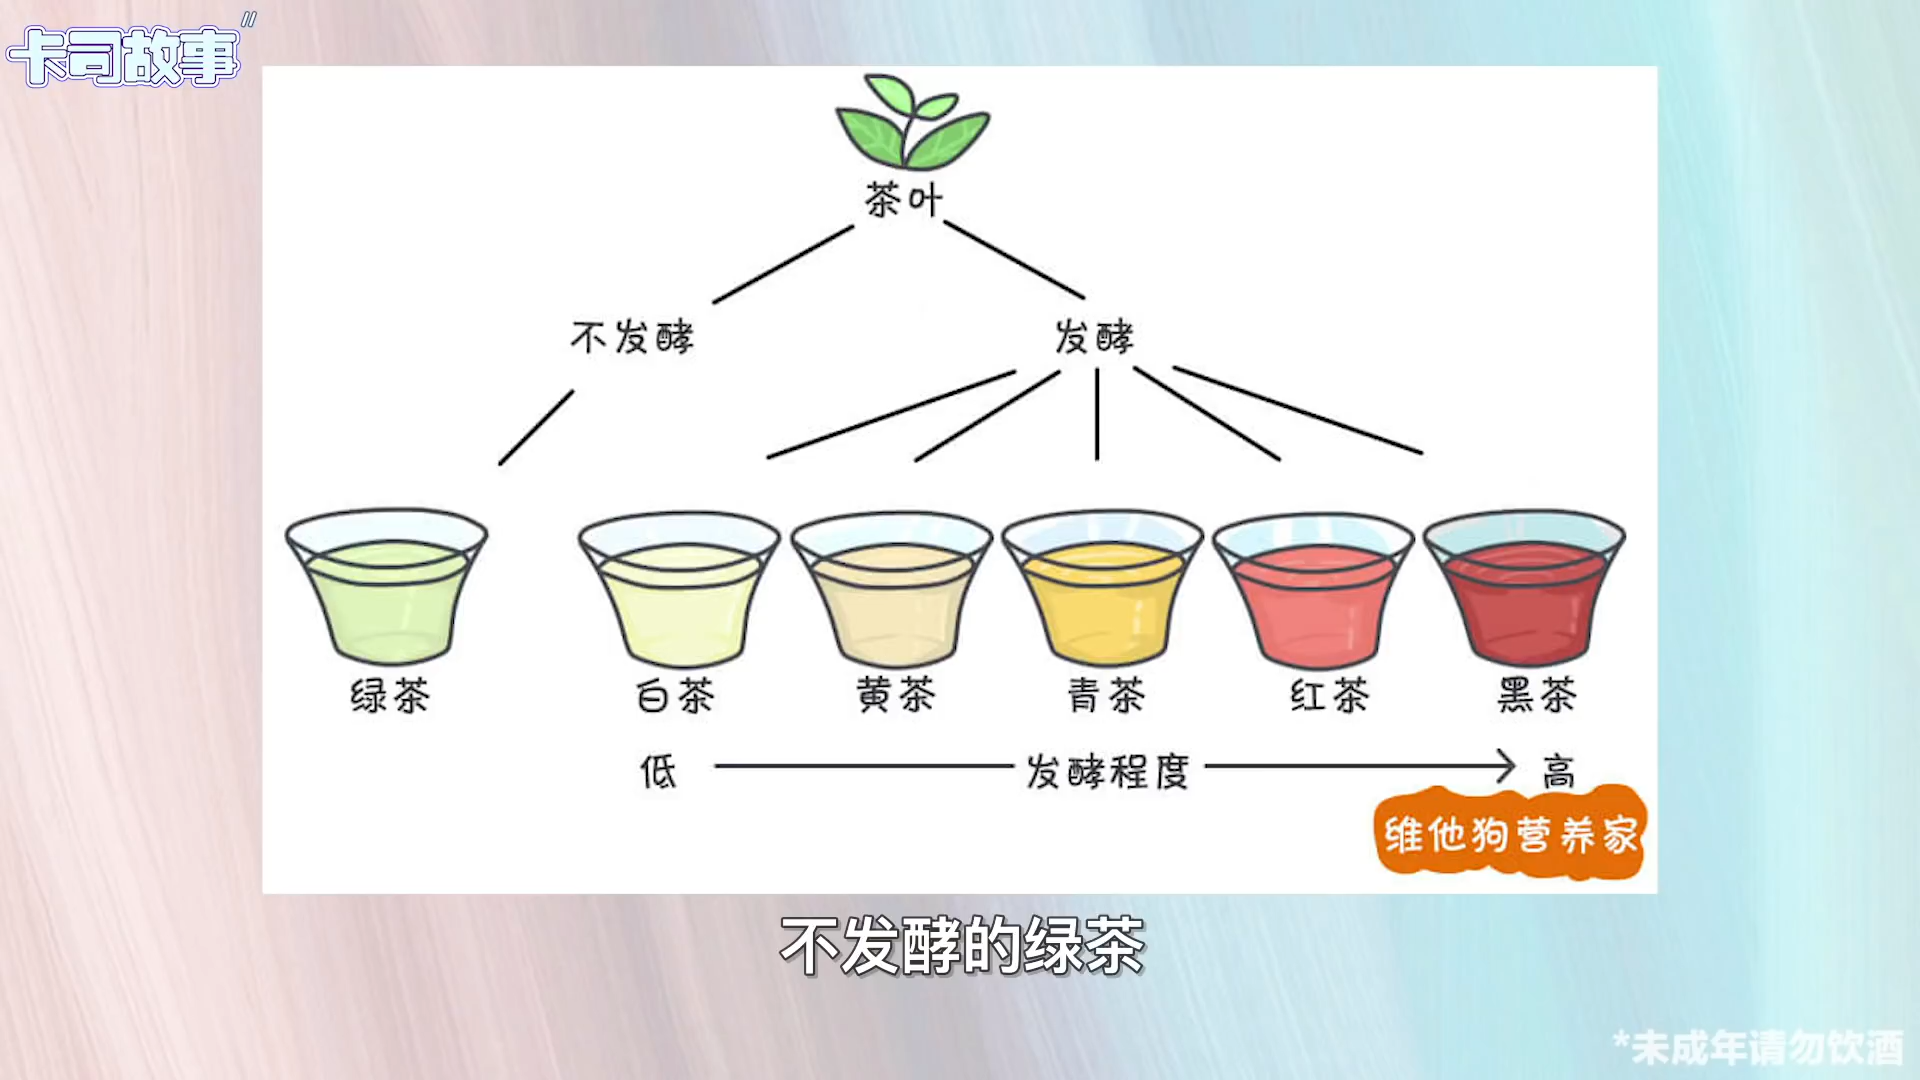 卡司故事
茶叶
不发酵
发酵
绿茶
白茶
黄茶
青茶
红茶
黑茶
低
发酵程度
高
维他狗营养家
不发酵的绿茶
*未成年请勿饮酒